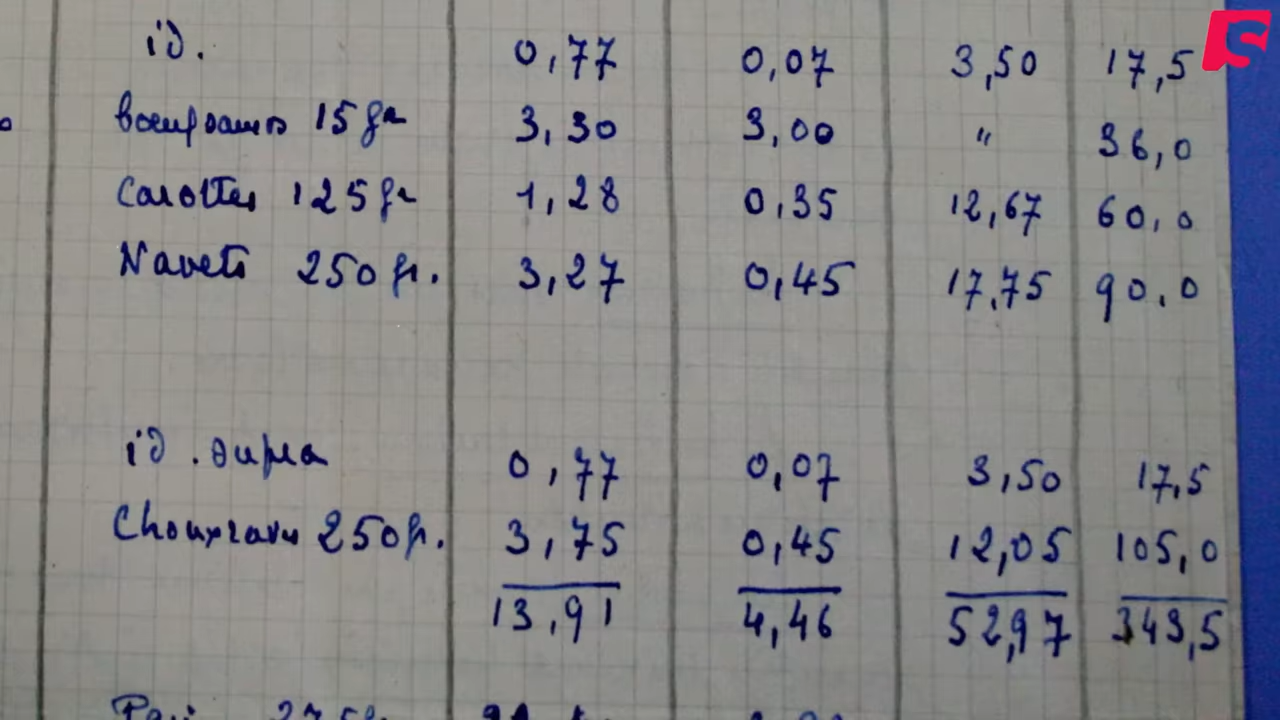 id. 0,77 0,07 3,50 17,5
15 gr 3,30 3,00 " 36,0
Carottes 125 gr 1,28 0,35 12,67 60,0
Navets 250 gr. 3,27 0,45 17,75 90,0
id. 0,77 0,07 3,50 17,5
Chouxraves 250 gr. 3,75 0,45 12,05 105,0
13,91 4,46 52,97 343,5